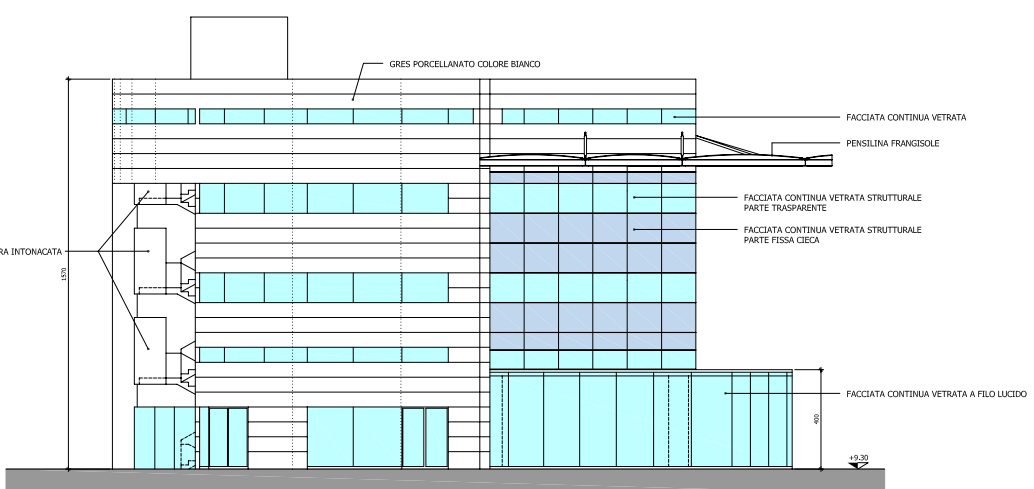 GRES PORCELLANATO COLORE BIANCO
FACCIATA CONTINUA VETRATA
PENSILINA FRANGISOLE
FACCIATA CONTINUA VETRATA STRUTTURALE
PARTE TRASPARENTE
FACCIATA CONTINUA VETRATA STRUTTURALE
PARTE FISSA CIECA
RA INTONACATA
1570
FACCIATA CONTINUA VETRATA A FILO LUCIDO
400
+9.30